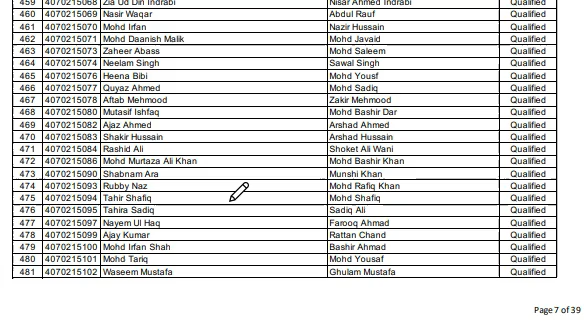 459 4070215068 Zia Ud Din Indrabi Nisar Ahmed Indrabi Qualified
460 4070215069 Nasir Waqar Abdul Rauf Qualified
461 4070215070 Mohd Irfan Nazir Hussain Qualified
462 4070215071 Mohd Daanish Malik Mohd Javaid Qualified
463 4070215073 Zaheer Abass Mohd Saleem Qualified
464 4070215074 Neelam Singh Sawal Singh Qualified
465 4070215076 Heena Bibi Mohd Yousf Qualified
466 4070215077 Quyaz Ahmed Mohd Sadiq Qualified
467 4070215078 Aftab Mehmood Zakir Mehmood Qualified
468 4070215080 Mutasif Ishfaq Mohd Bashir Dar Qualified
469 4070215082 Ajaz Ahmed Arshad Ahmed Qualified
470 4070215083 Shakir Hussain Arshad Hussain Qualified
471 4070215084 Rashid Ali Shoket Ali Wani Qualified
472 4070215086 Mohd Murtaza Ali Khan Mohd Bashir Khan Qualified
473 4070215090 Shabnam Ara Munshi Khan Qualified
474 4070215093 Rubby Naz Mohd Rafiq Khan Qualified
475 4070215094 Tahir Shafiq Mohd Shafiq Qualified
476 4070215095 Tahira Sadiq Sadiq Ali Qualified
477 4070215097 Nayem Ul Haq Farooq Ahmad Qualified
478 4070215099 Ajay Kumar Rattan Chand Qualified
479 4070215100 Mohd Irfan Shah Bashir Ahmad Qualified
480 4070215101 Mohd Tariq Mohd Yousaf Qualified
481 4070215102 Waseem Mustafa Ghulam Mustafa Qualified
Page 7 of 39